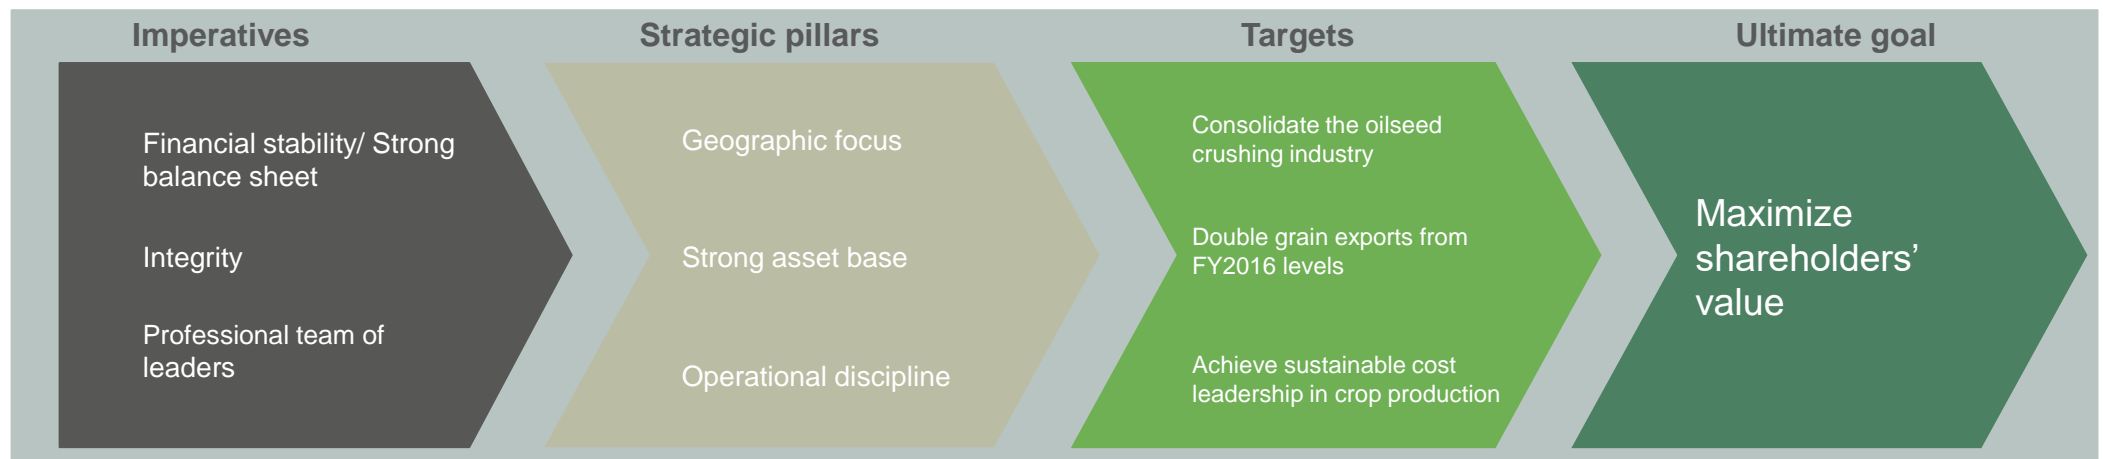 Imperatives
Financial stability/ Strong
balance sheet
Integrity
Professional team of
leaders
Strategic pillars
Geographic focus
Strong asset base
Operational discipline
Targets
Consolidate the oilseed
crushing industry
Double grain exports from
FY2016 levels
Achieve sustainable cost
leadership in crop production
Ultimate goal
Maximize
shareholders’
value